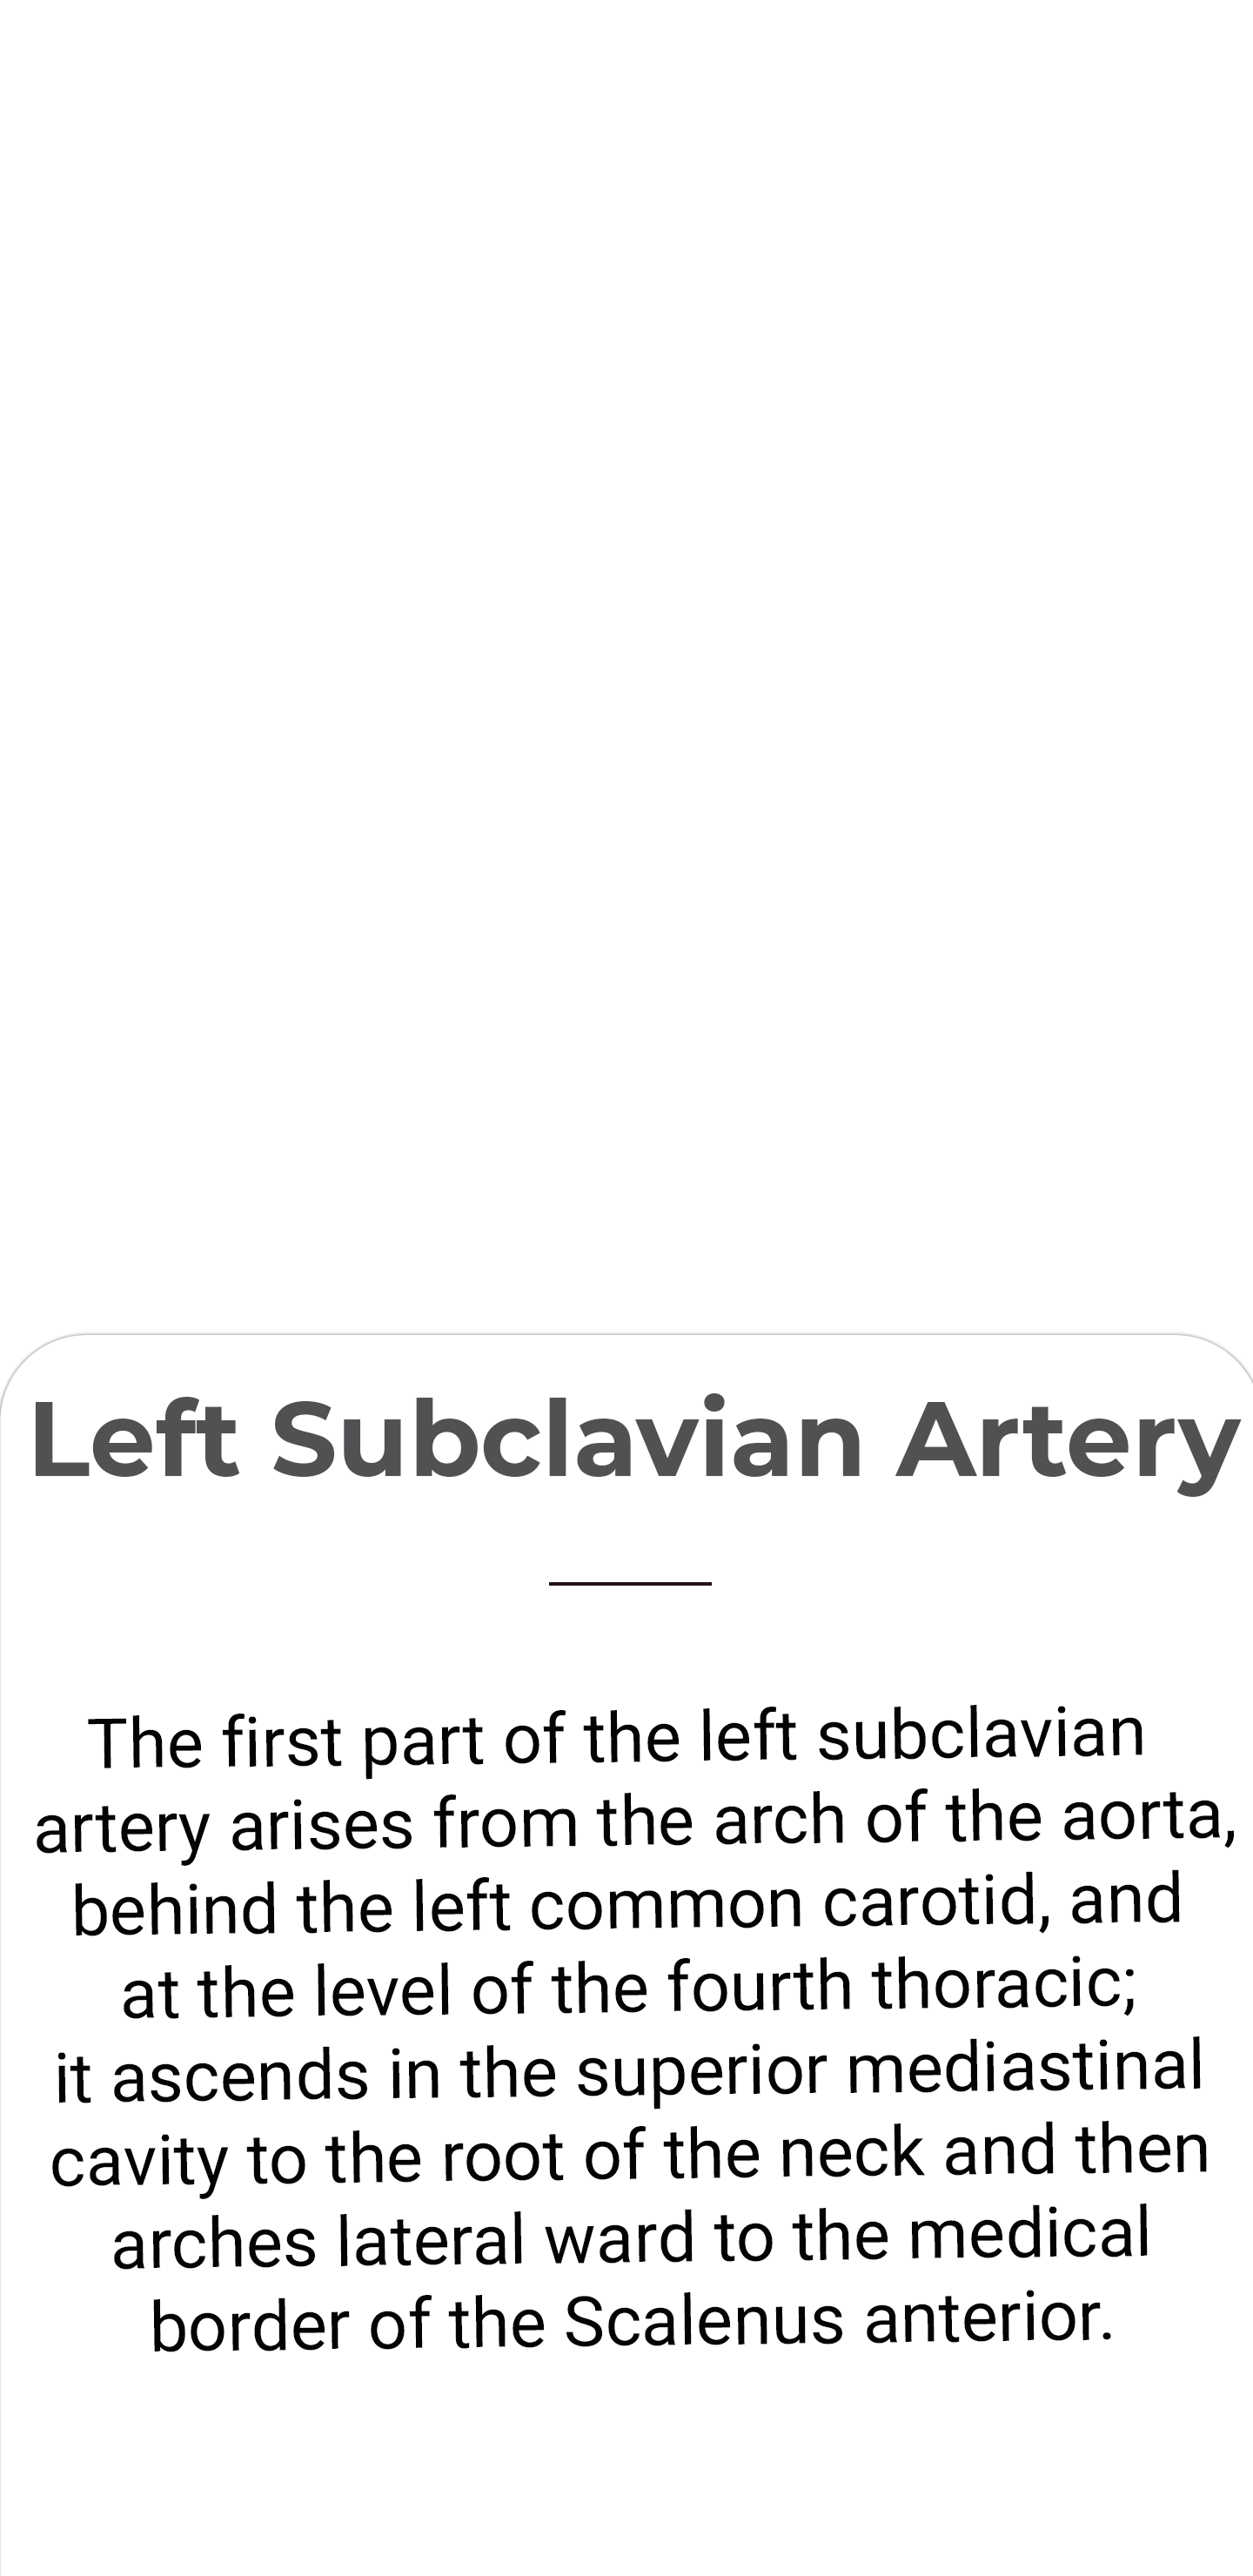 Left Subclavian Artery
The first part of the left subclavian
artery arises from the arch of the aorta,
behind the left common carotid, and
at the level of the fourth thoracic;
it ascends in the superior mediastinal
cavity to the root of the neck and then
arches lateral ward to the medical
border of the Scalenus anterior.